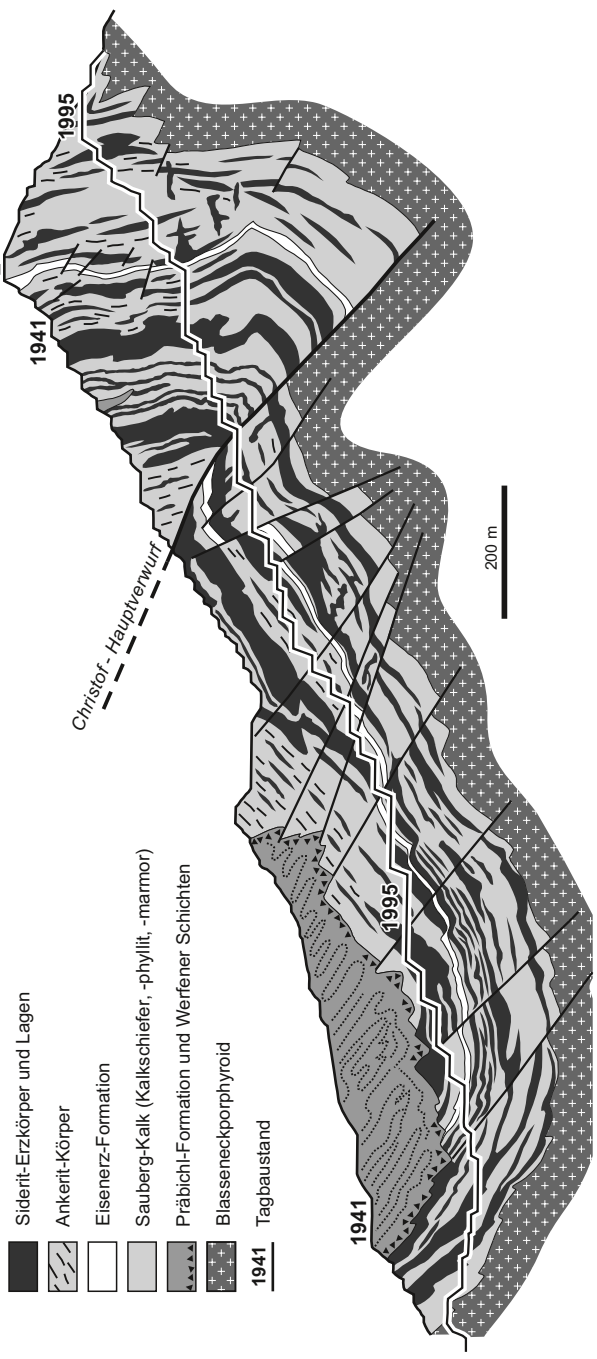 Siderit-Erzkörper und Lagen
Ankerit-Körper
Eisenerz-Formation
Sauberg-Kalk (Kalkschiefer, -phyllit, -marmor)
Präbichl-Formation und Werfener Schichten
Blasseneckporphyroid
1941 Tagbaustand
Christof - Hauptverwurf
1941
1995
1941
1995
200 m